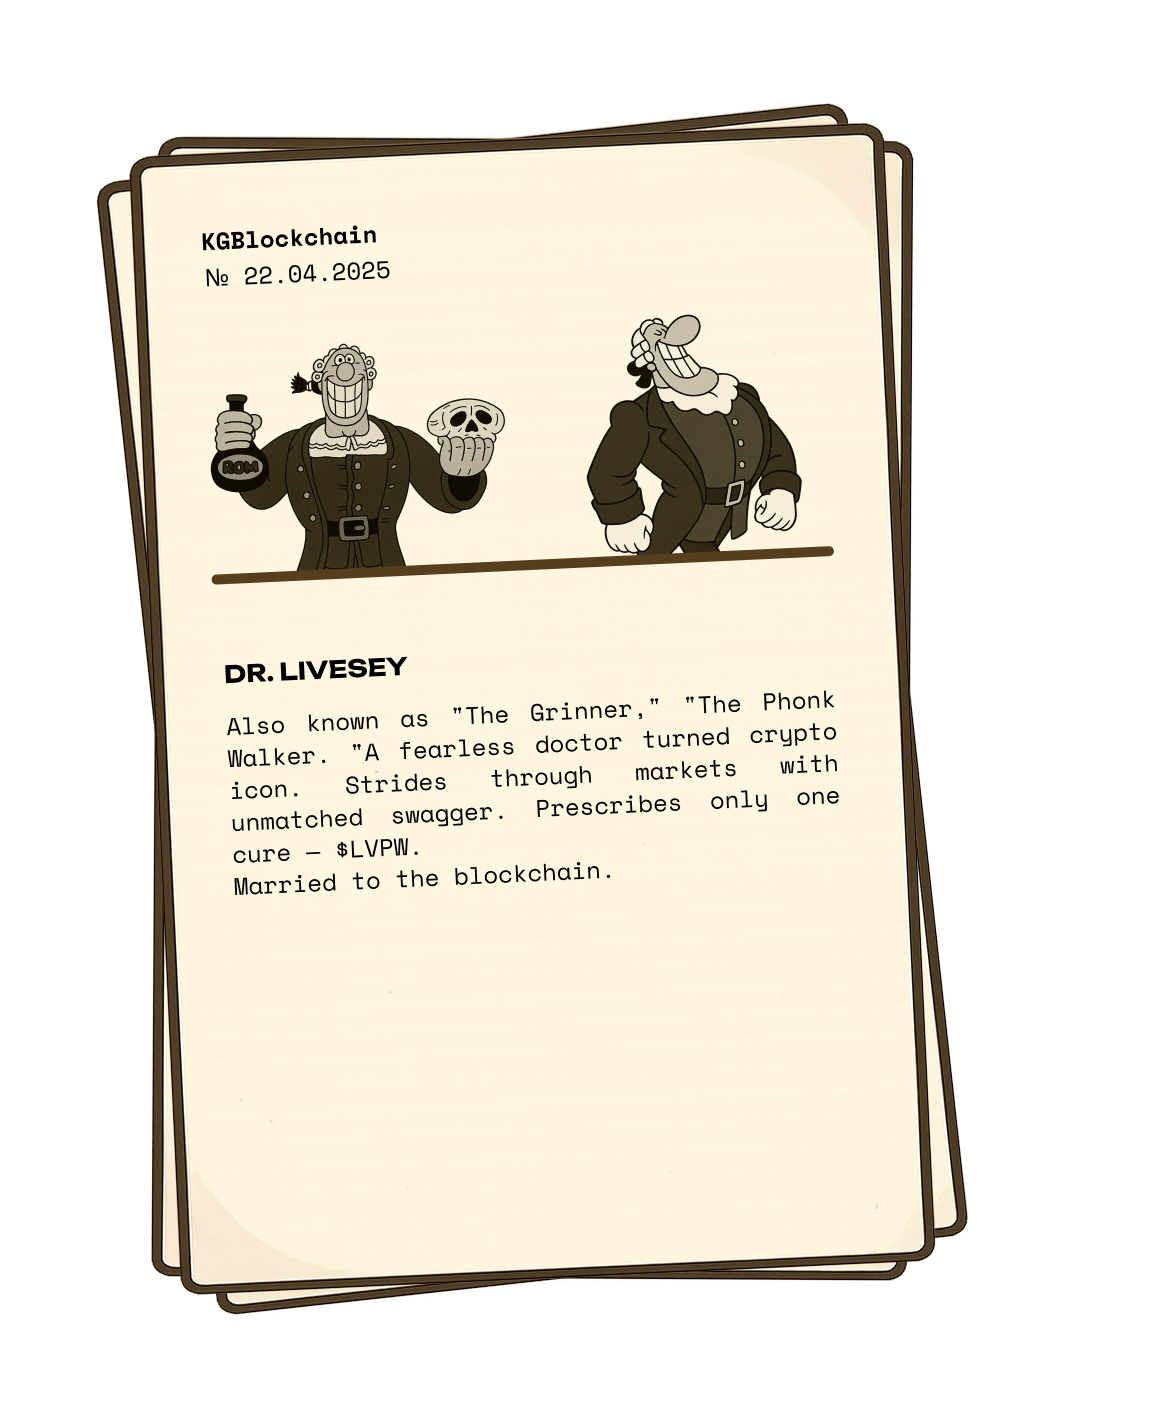 KGBlockchain
№ 22.04.2025
ROM
DR. LIVESEY
Also known as "The Grinner," "The Phonk
Walker. "A fearless doctor turned crypto
icon. Strides through markets with
unmatched swagger. Prescribes only one
cure — $LVPW.
Married to the blockchain.